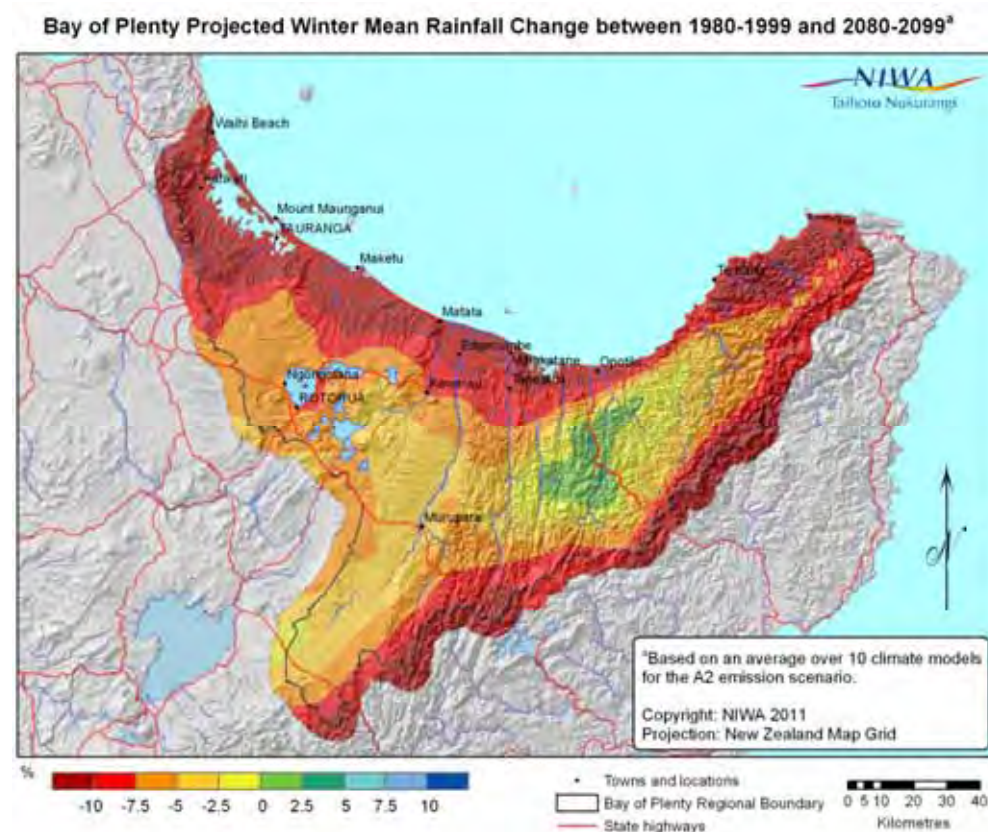 Bay of Plenty Projected Winter Mean Rainfall Change between 1980-1999 and 2080-2099ᵃ
NIWA
Taihoro Nukurangi
Waihi Beach
Mount Maunganui
TAURANGA
Maketu
Matata
Opotiki
Ngongotaha
ROTORUA
Kawerau
Murupara
N
ᵃBased on an average over 10 climate models
for the A2 emission scenario.
Copyright: NIWA 2011
Projection: New Zealand Map Grid
%
-10 -7.5 -5 -2.5 0 2.5 5 7.5 10
Towns and locations
Bay of Plenty Regional Boundary
State highways
0 5 10 20 30 40
Kilometres